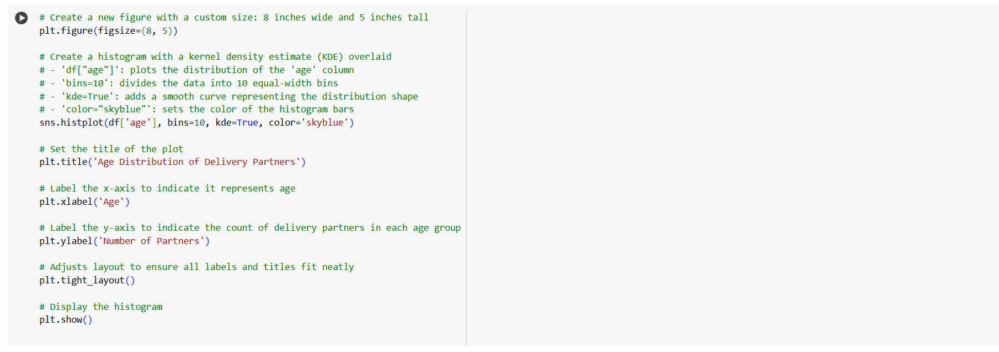 # Create a new figure with a custom size: 8 inches wide and 5 inches tall
plt.figure(figsize=(8, 5))
# Create a histogram with a kernel density estimate (KDE) overlaid
# - 'df["age"]': plots the distribution of the 'age' column
# - 'bins=10': divides the data into 10 equal-width bins
# - 'kde=True': adds a smooth curve representing the distribution shape
# - 'color="skyblue"': sets the color of the histogram bars
sns.histplot(df['age'], bins=10, kde=True, color='skyblue')
# Set the title of the plot
plt.title('Age Distribution of Delivery Partners')
# Label the x-axis to indicate it represents age
plt.xlabel('Age')
# Label the y-axis to indicate the count of delivery partners in each age group
plt.ylabel('Number of Partners')
# Adjusts layout to ensure all labels and titles fit neatly
plt.tight_layout()
# Display the histogram
plt.show()